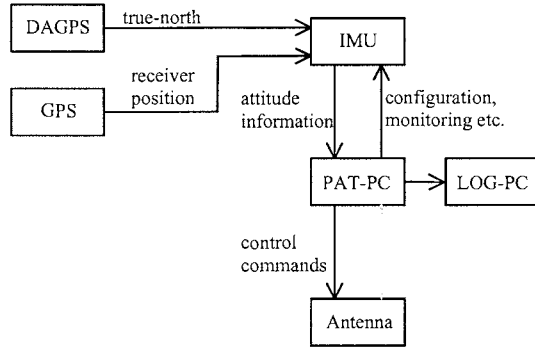 DAGPS
true-north
IMU
GPS
receiver
position
attitude
information
configuration,
monitoring etc.
PAT-PC
LOG-PC
control
commands
Antenna